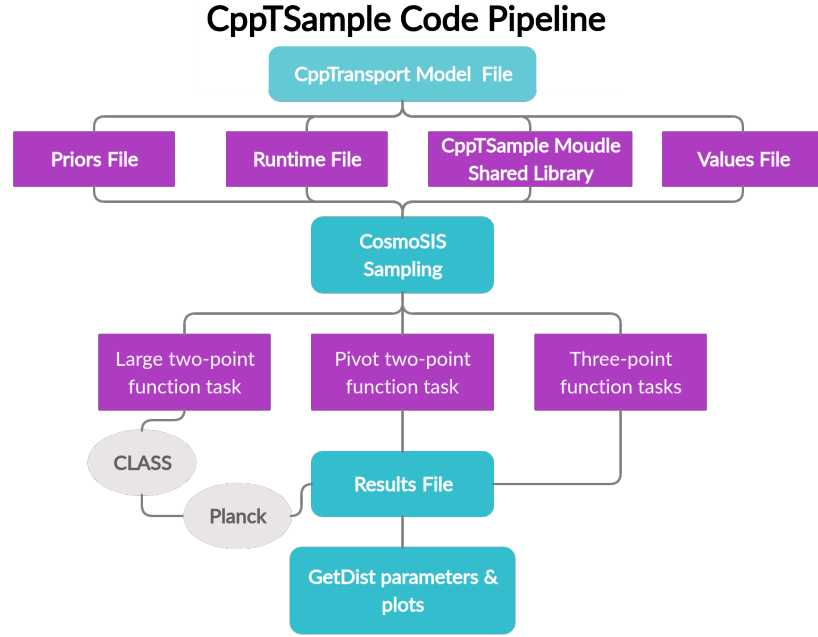 CppTSample Code Pipeline
CppTransport Model File
Priors File
Runtime File
CppTSample Moudle
Shared Library
Values File
CosmoSIS
Sampling
Large two-point
function task
Pivot two-point
function task
Three-point
function tasks
CLASS
Results File
Planck
GetDist parameters &
plots